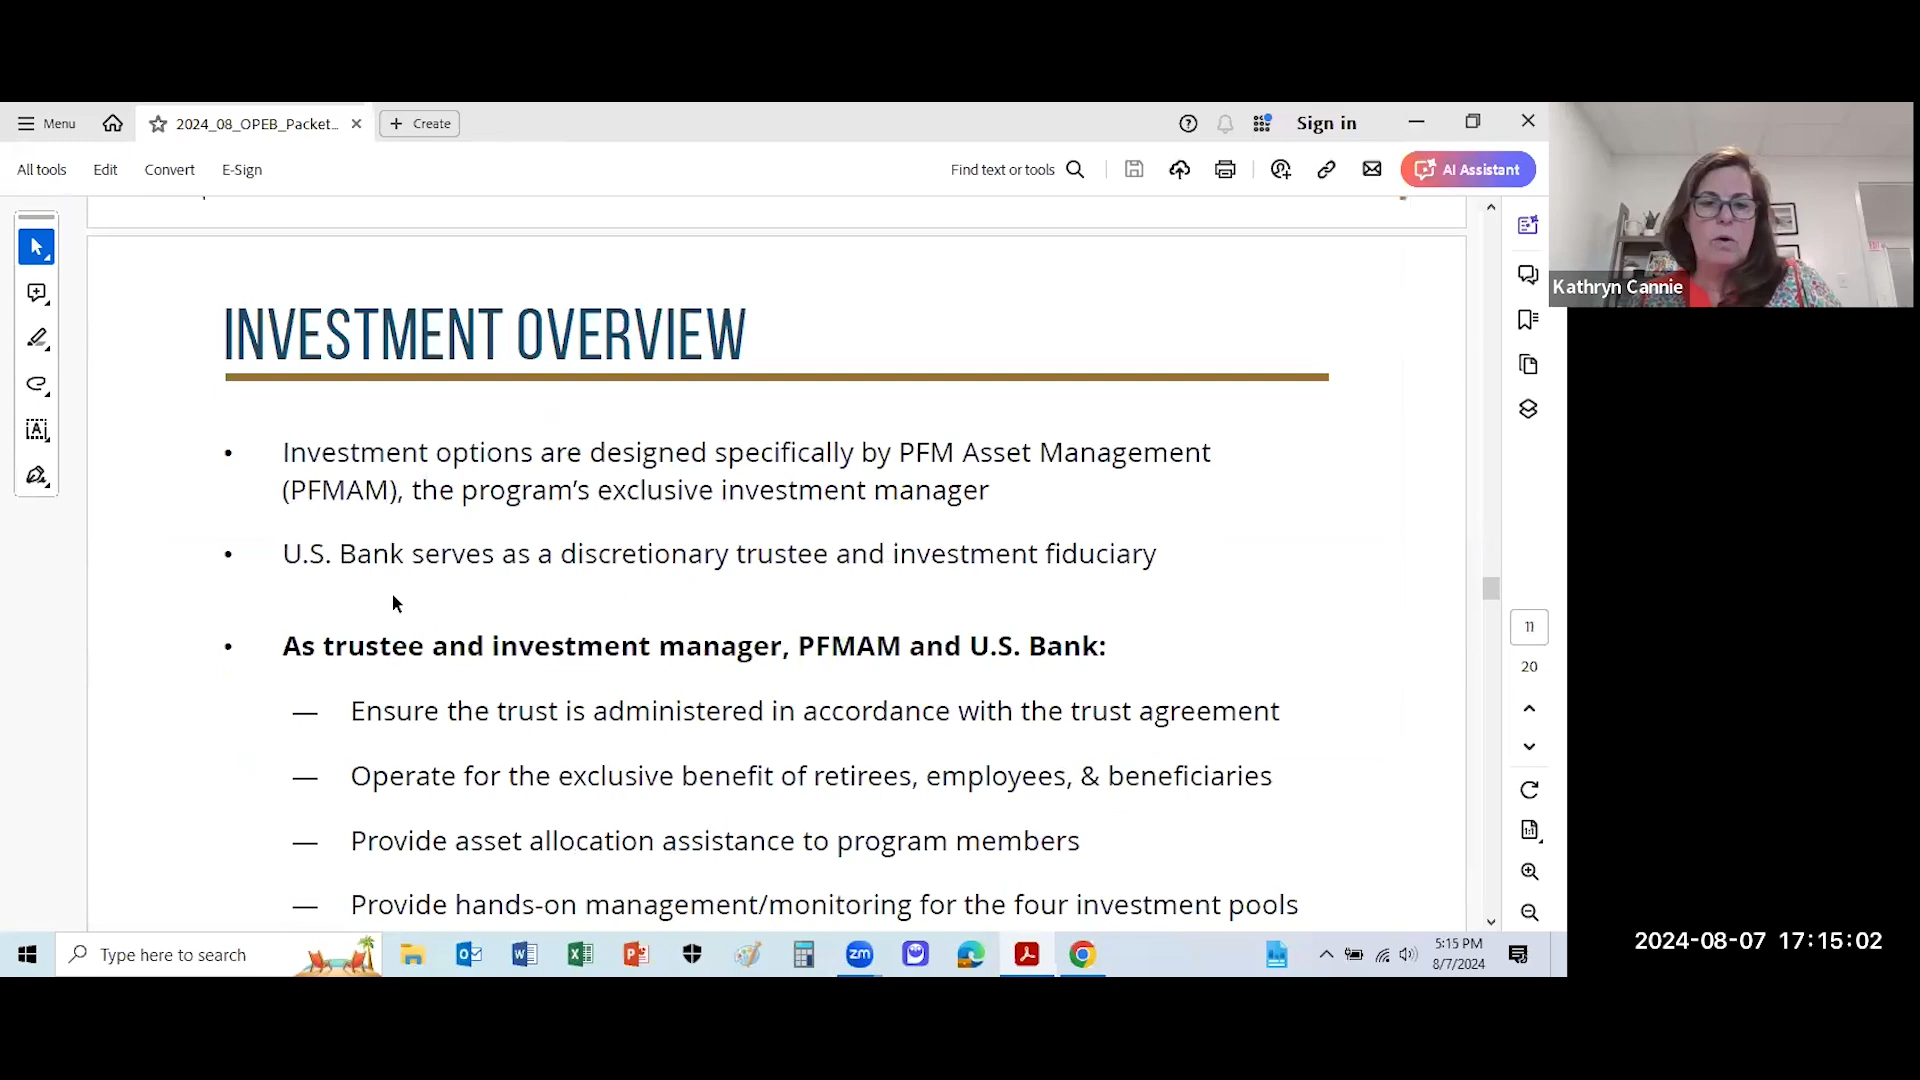 Menu
2024_08_OPEB_Packet...
Create
Sign in
All tools
Edit
Convert
E-Sign
Find text or tools
AI Assistant
Kathryn Cannie
INVESTMENT OVERVIEW
• Investment options are designed specifically by PFM Asset Management
(PFMAM), the program’s exclusive investment manager
• U.S. Bank serves as a discretionary trustee and investment fiduciary
• As trustee and investment manager, PFMAM and U.S. Bank:
— Ensure the trust is administered in accordance with the trust agreement
— Operate for the exclusive benefit of retirees, employees, & beneficiaries
— Provide asset allocation assistance to program members
— Provide hands-on management/monitoring for the four investment pools
11
20
Type here to search
zm
5:15 PM
8/7/2024
2024-08-07 17:15:02